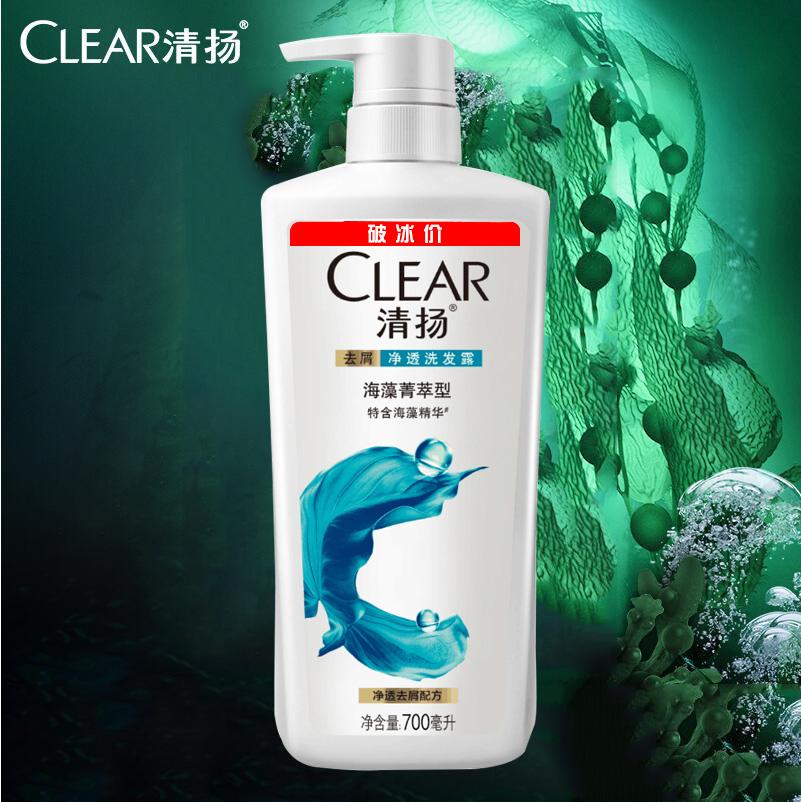 CLEAR清扬®
破冰价
CLEAR
清扬®
去屑 净透洗发露
海藻菁萃型
特含海藻精华#
净透去屑配方
净含量:700毫升